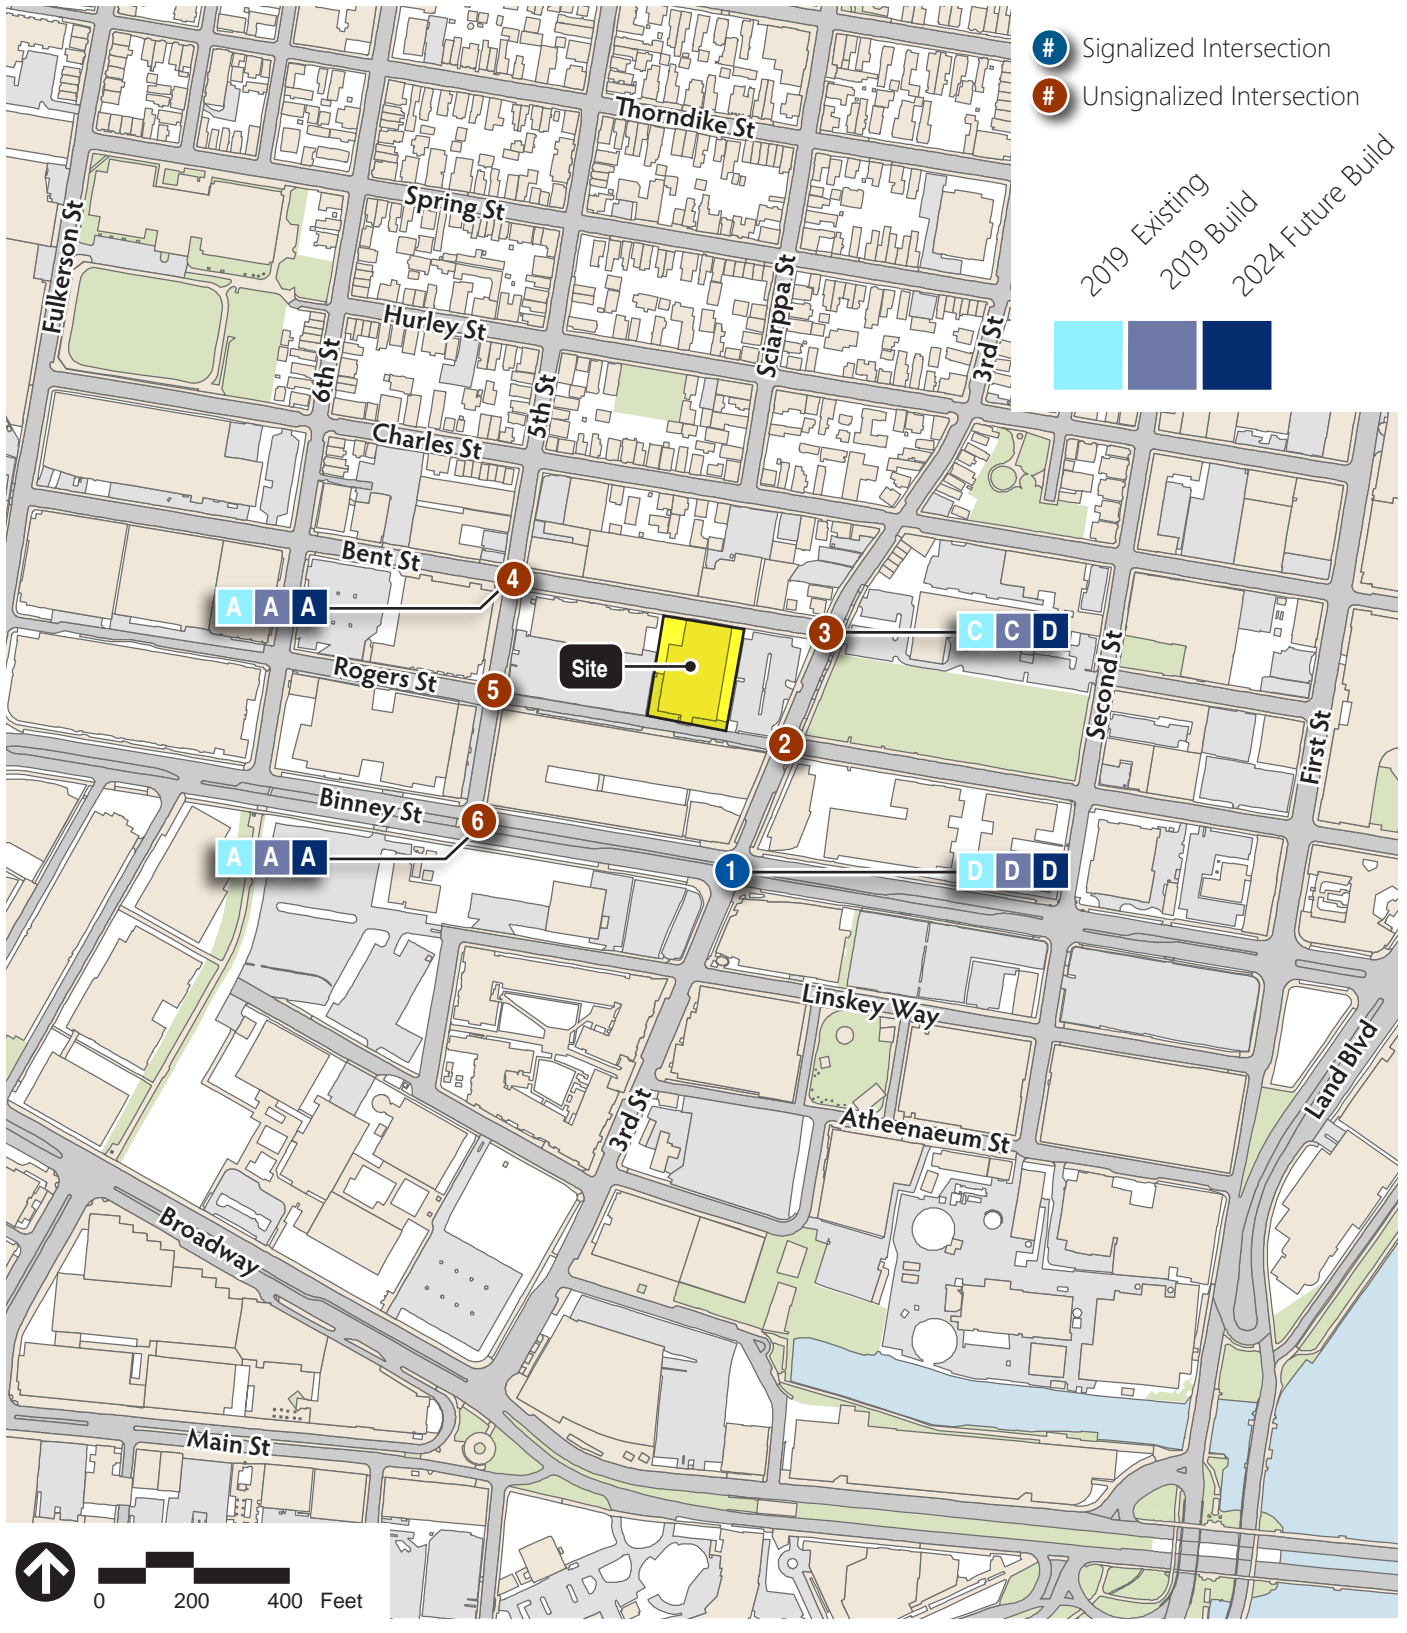 # Signalized Intersection
# Unsignalized Intersection
2019 Existing
2019 Build
2024 Future Build
Thorndike St
Spring St
Fulkerson St
Sciarppa St
Hurley St
3rd St
6th St
5th St
Charles St
Bent St
4
A A A
3
C C D
Site
Rogers St
5
Second St
2
First St
Binney St
6
A A A
1
D D D
Linskey Way
Land Blvd
3rd St
Atheenaeum St
Broadway
Main St
0 200 400 Feet